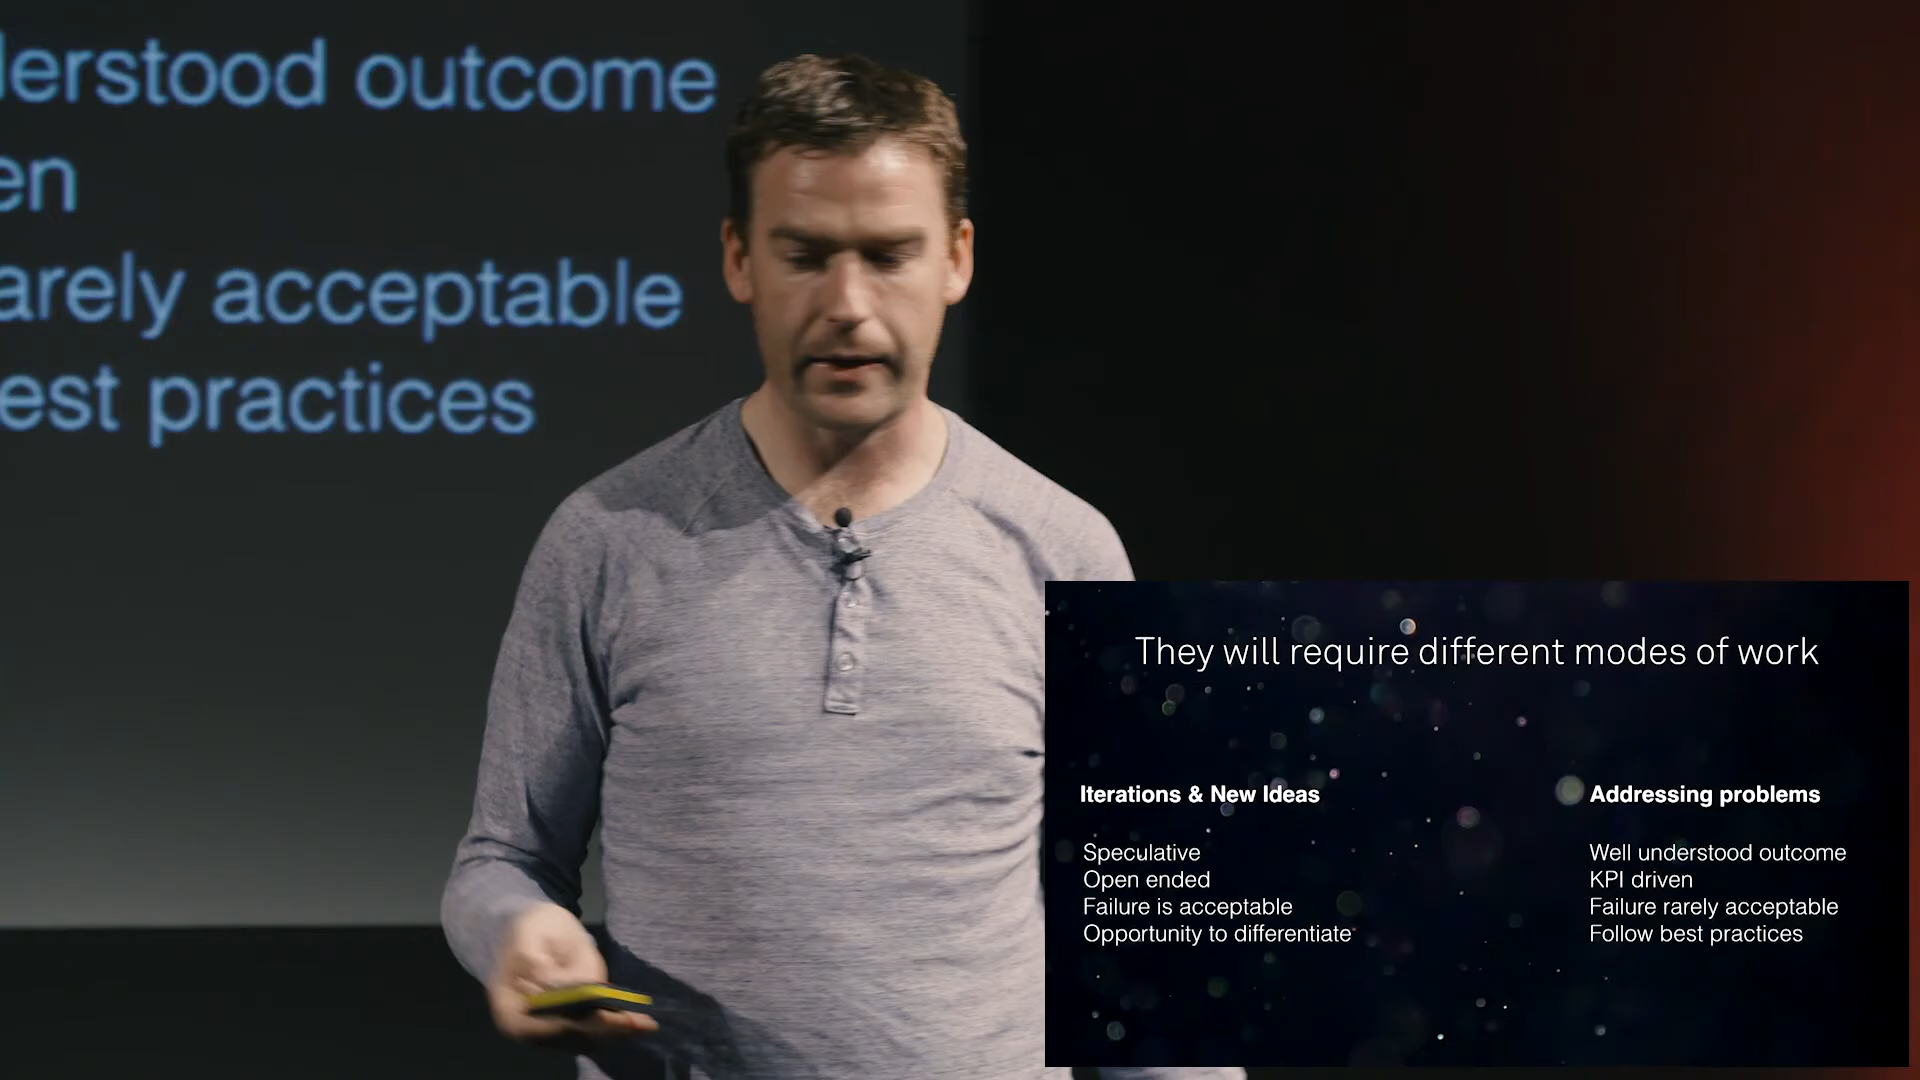 derstood outcome
en
arely acceptable
est practices
They will require different modes of work
Iterations & New Ideas
Speculative
Open ended
Failure is acceptable
Opportunity to differentiate
Addressing problems
Well understood outcome
KPI driven
Failure rarely acceptable
Follow best practices